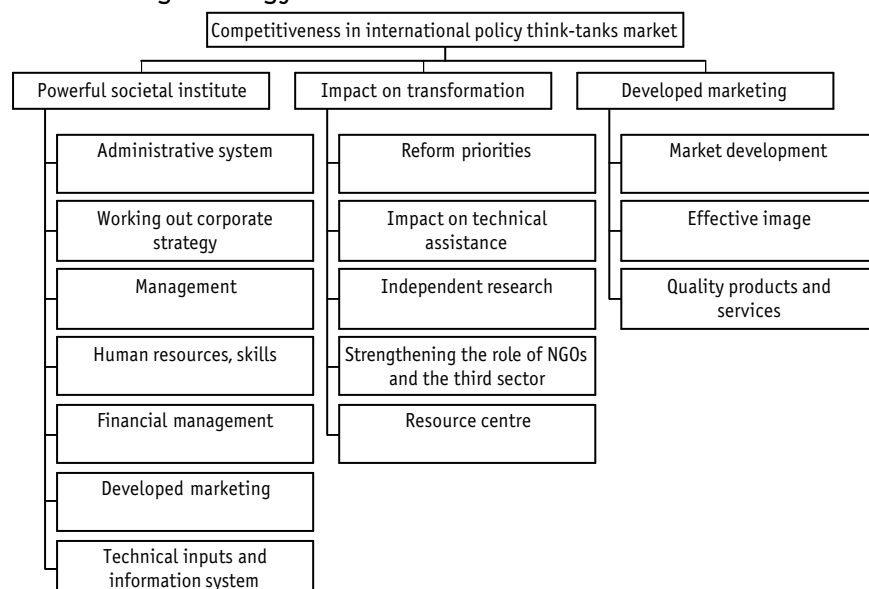 Competitiveness in international policy think-tanks market
Powerful societal institute
Impact on transformation
Developed marketing
Administrative system
Working out corporate
strategy
Management
Human resources, skills
Financial management
Developed marketing
Technical inputs and
information system
Reform priorities
Impact on technical
assistance
Independent research
Strengthening the role of NGOs
and the third sector
Resource centre
Market development
Effective image
Quality products and
services